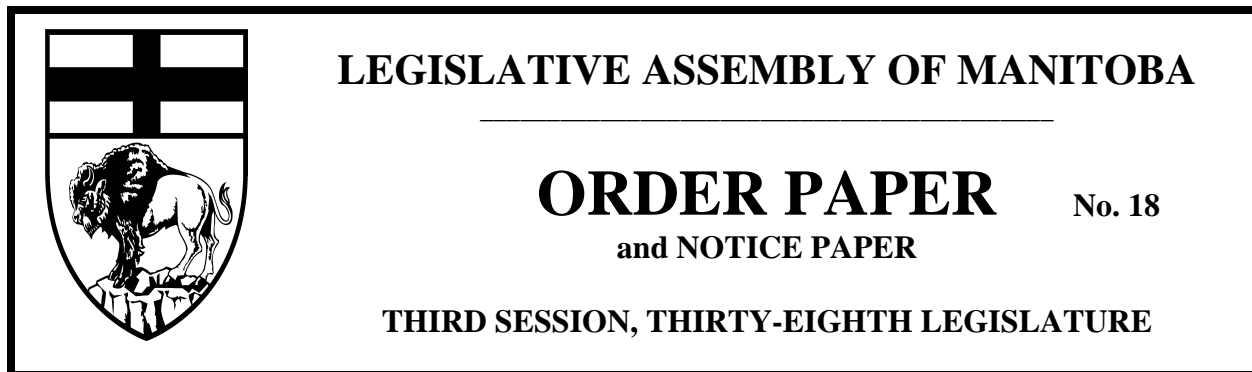 LEGISLATIVE ASSEMBLY OF MANITOBA
ORDER PAPER No. 18
and NOTICE PAPER
THIRD SESSION, THIRTY-EIGHTH LEGISLATURE